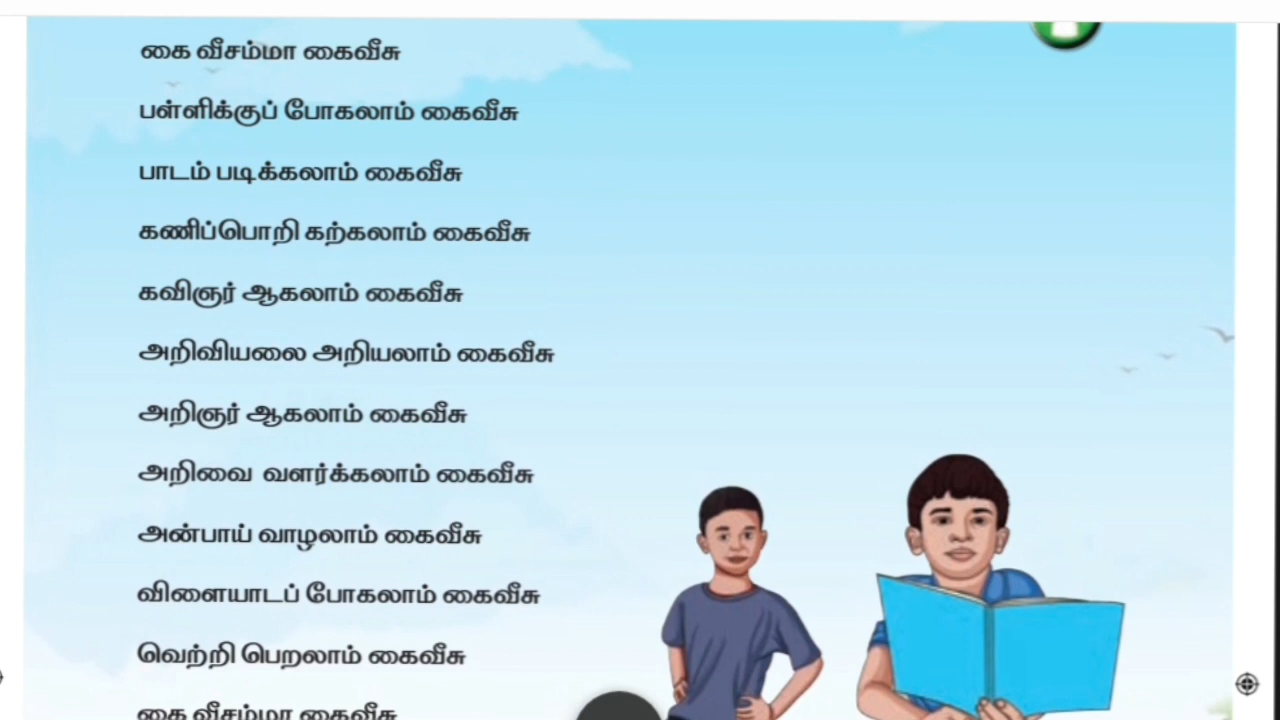 கை வீசம்மா கைவீசு
பள்ளிக்குப் போகலாம் கைவீசு
பாடம் படிக்கலாம் கைவீசு
கணிப்பொறி கற்கலாம் கைவீசு
கவிஞர் ஆகலாம் கைவீசு
அறிவியலை அறியலாம் கைவீசு
அறிஞர் ஆகலாம் கைவீசு
அறிவை வளர்க்கலாம் கைவீசு
அன்பாய் வாழலாம் கைவீசு
விளையாடப் போகலாம் கைவீசு
வெற்றி பெறலாம் கைவீசு
கை வீசம்மா கைவீசு